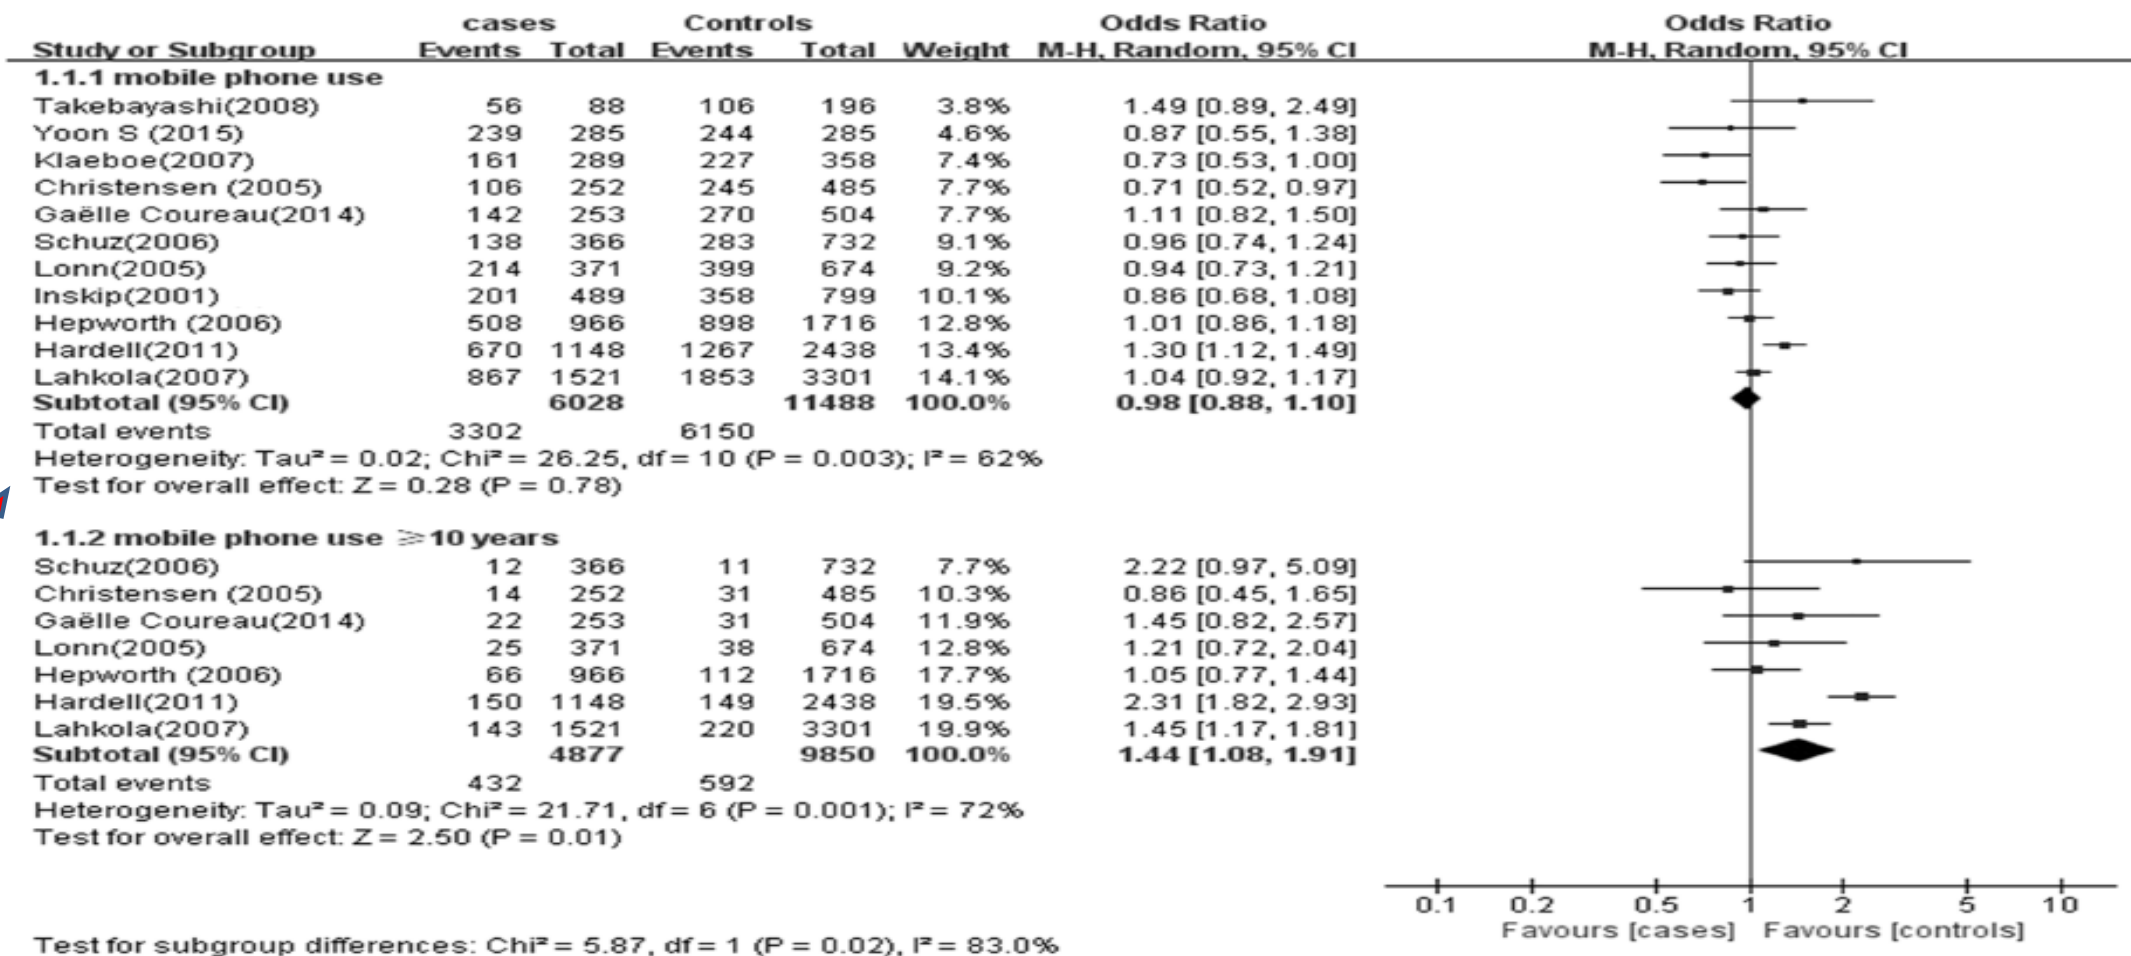 cases Controls Odds Ratio Odds Ratio
Study or Subgroup Events Total Events Total Weight M-H, Random, 95% CI M-H, Random, 95% CI
1.1.1 mobile phone use
Takebayashi(2008) 56 88 106 196 3.8% 1.49 [0.89, 2.49]
Yoon S (2015) 239 285 244 285 4.6% 0.87 [0.55, 1.38]
Klaeboe(2007) 161 289 227 358 7.4% 0.73 [0.53, 1.00]
Christensen (2005) 106 252 245 485 7.7% 0.71 [0.52, 0.97]
Gaëlle Coureau(2014) 142 253 270 504 7.7% 1.11 [0.82, 1.50]
Schuz(2006) 138 366 283 732 9.1% 0.96 [0.74, 1.24]
Lonn(2005) 214 371 399 674 9.2% 0.94 [0.73, 1.21]
Inskip(2001) 201 489 358 799 10.1% 0.86 [0.68, 1.08]
Hepworth (2006) 508 966 898 1716 12.8% 1.01 [0.86, 1.18]
Hardell(2011) 670 1148 1267 2438 13.4% 1.30 [1.12, 1.49]
Lahkola(2007) 867 1521 1853 3301 14.1% 1.04 [0.92, 1.17]
Subtotal (95% CI) 6028 11488 100.0% 0.98 [0.88, 1.10]
Total events 3302 6150
Heterogeneity: Tau² = 0.02; Chi² = 26.25, df = 10 (P = 0.003); I² = 62%
Test for overall effect: Z = 0.28 (P = 0.78)
1.1.2 mobile phone use ≥10 years
Schuz(2006) 12 366 11 732 7.7% 2.22 [0.97, 5.09]
Christensen (2005) 14 252 31 485 10.3% 0.86 [0.45, 1.65]
Gaëlle Coureau(2014) 22 253 31 504 11.9% 1.45 [0.82, 2.57]
Lonn(2005) 25 371 38 674 12.8% 1.21 [0.72, 2.04]
Hepworth (2006) 66 966 112 1716 17.7% 1.05 [0.77, 1.44]
Hardell(2011) 150 1148 149 2438 19.5% 2.31 [1.82, 2.93]
Lahkola(2007) 143 1521 220 3301 19.9% 1.45 [1.17, 1.81]
Subtotal (95% CI) 4877 9850 100.0% 1.44 [1.08, 1.91]
Total events 432 592
Heterogeneity: Tau² = 0.09; Chi² = 21.71, df = 6 (P = 0.001); I² = 72%
Test for overall effect: Z = 2.50 (P = 0.01)
0.1 0.2 0.5 1 2 5 10
Favours [cases] Favours [controls]
Test for subgroup differences: Chi² = 5.87, df = 1 (P = 0.02), I² = 83.0%